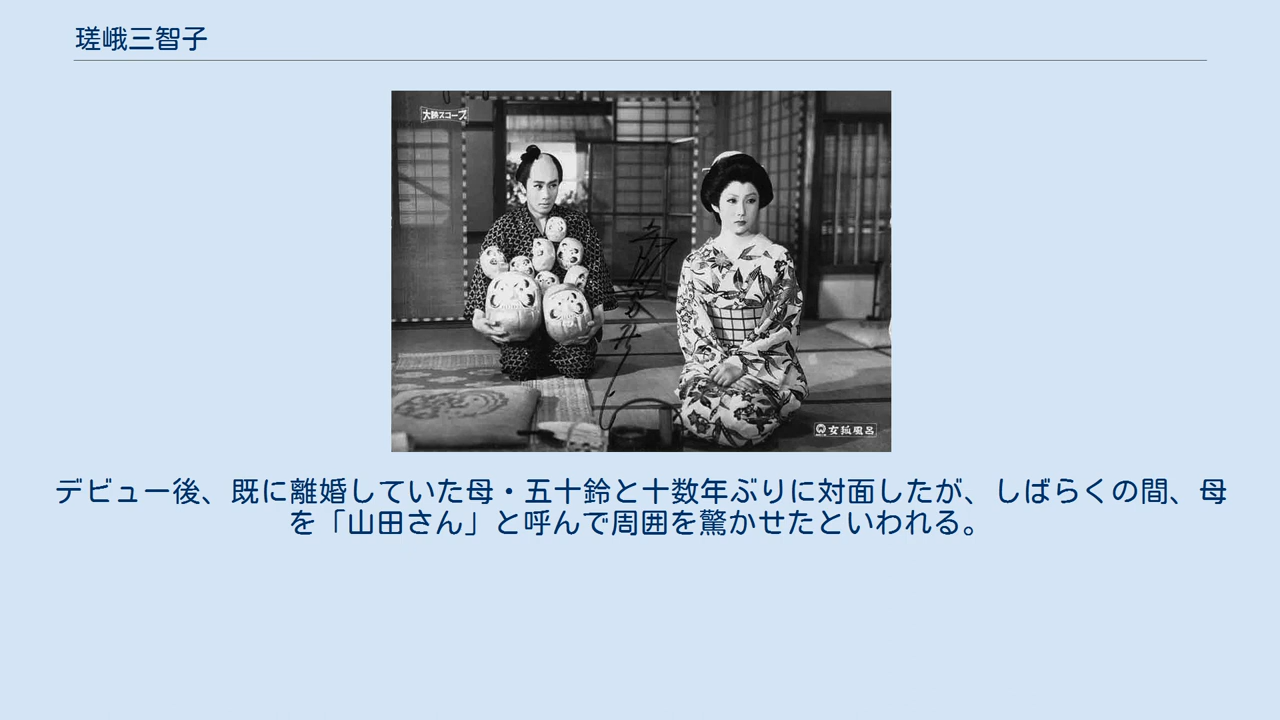 瑳峨三智子
大映スコープ
女狐風呂
デビュー後、既に離婚していた母・五十鈴と十数年ぶりに対面したが、しばらくの間、母
を「山田さん」と呼んで周囲を驚かせたといわれる。